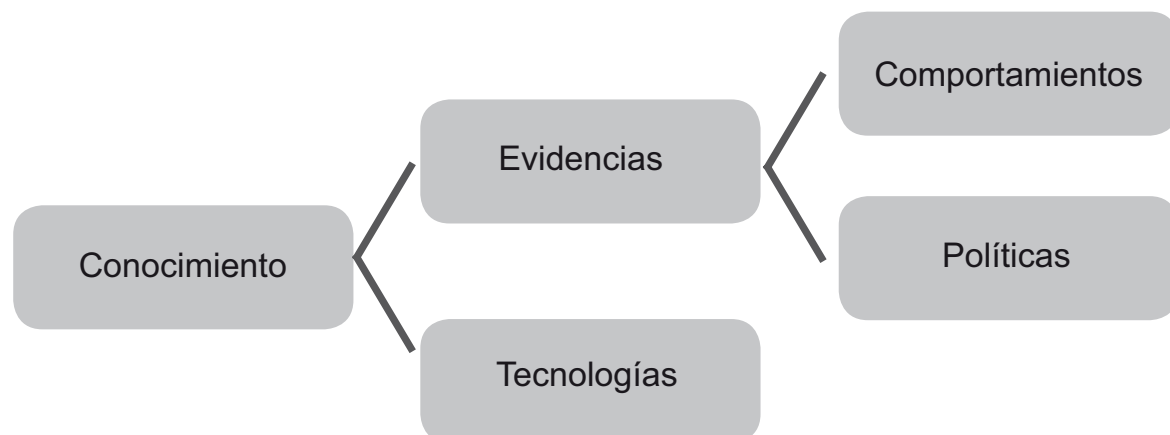 Comportamientos
Evidencias
Políticas
Conocimiento
Tecnologías